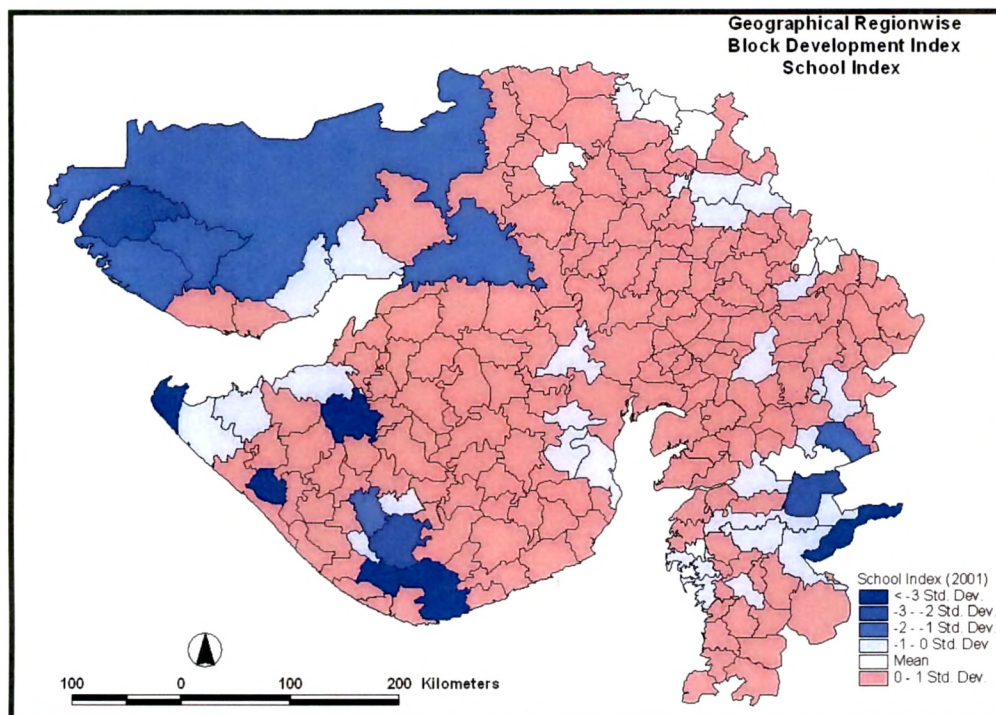 Geographical Regionwise
Block Development Index
School Index
School Index (2001)
< -3 Std. Dev.
-3 - -2 Std. Dev.
-2 - -1 Std. Dev.
-1 - 0 Std. Dev.
Mean
0 - 1 Std. Dev.
100 0 100 200 Kilometers